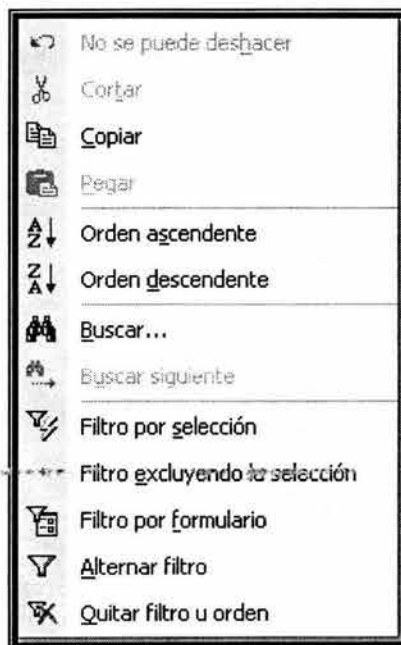 No se puede deshacer
Cortar
Copiar
Pegar
Orden ascendente
Orden descendente
Buscar...
Buscar siguiente
Filtro por selección
Filtro excluyendo la selección
Filtro por formulario
Alternar filtro
Quitar filtro u orden